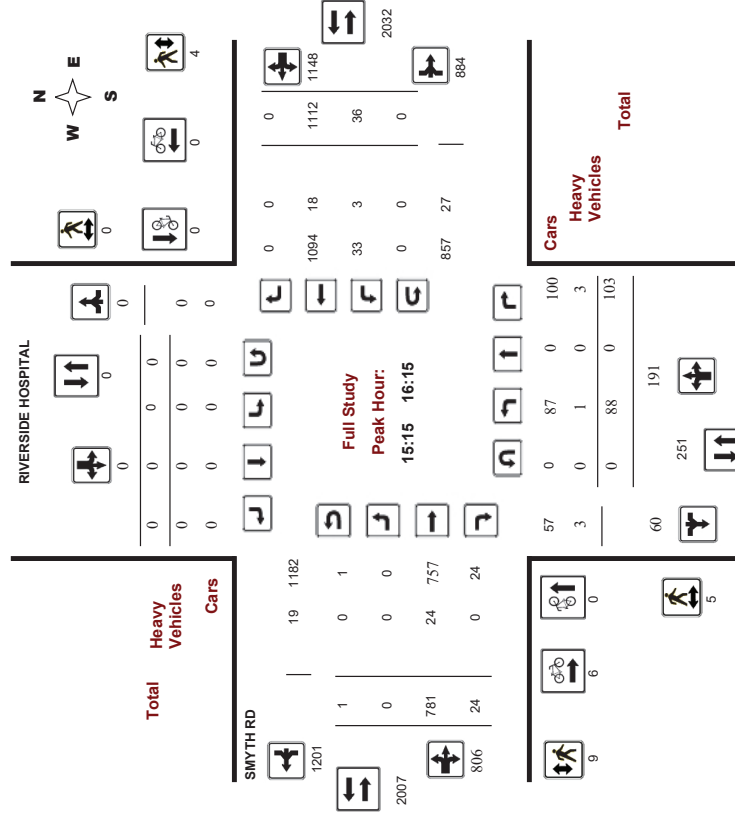 N
W E
S
RIVERSIDE HOSPITAL
4
0
0 0
0 0 0
0 0 0 0
0 0 0 0 0
0 0 0 0 0
Total
Heavy
Vehicles
Cars
2032
1148
884
0 0 0
1094 18 1112
33 3 36
0 0 0
857 27
Full Study
Peak Hour:
15:15 16:15
SMYTH RD
19 1182
0 1
0 0
24 757
0 24
1
0
781
24
1201
2007
806
Cars
Heavy
Vehicles
Total
57 0 87 0 100
3 0 1 0 3
0 88 0 103
60 191
251
9 6 0
5